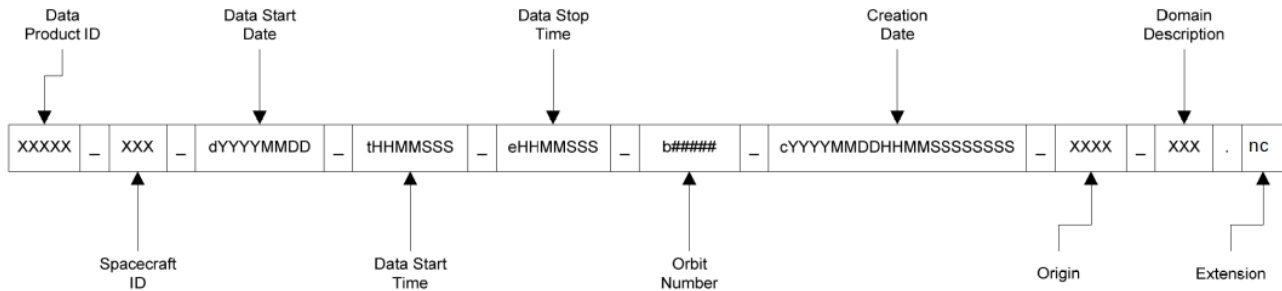 Data
Product ID
Data Start
Date
Data Stop
Time
Creation
Date
Domain
Description
XXXXX _ XXX _ dYYYYMMDD _ tHHMMSSS _ eHHMMSSS _ b##### _ cYYYYMMDDHHMMSSSSSSSS _ XXXX _ XXX . nc
Spacecraft
ID
Data Start
Time
Orbit
Number
Origin
Extension